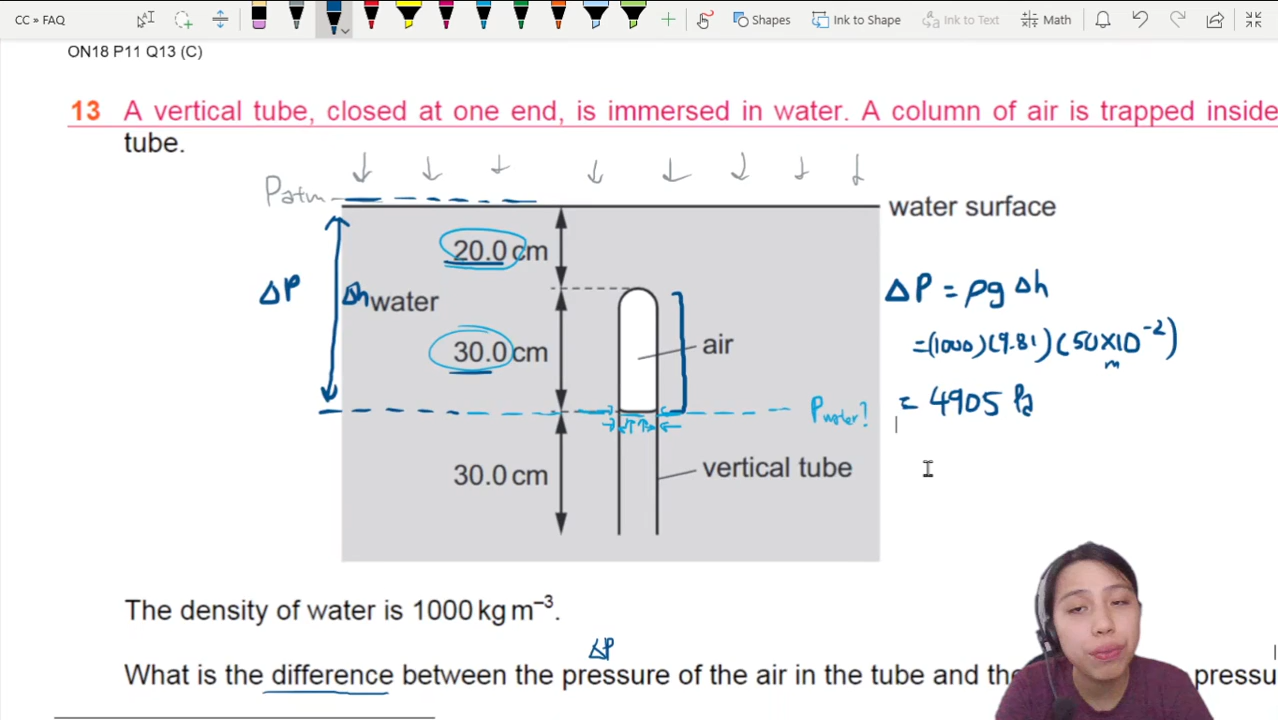 CC » FAQ
Shapes
Ink to Shape
Ink to Text
Math
ON18 P11 Q13 (C)
13 A vertical tube, closed at one end, is immersed in water. A column of air is trapped inside
tube.
Patm
water surface
20.0 cm
ΔP
Δh
water
30.0 cm
air
Pwater?
30.0 cm
vertical tube
ΔP = ρg Δh
= (1000)(9.81)(50×10⁻²)
m
= 4905 Pa
The density of water is 1000 kg m⁻³.
ΔP
What is the difference between the pressure of the air in the tube and the pressu